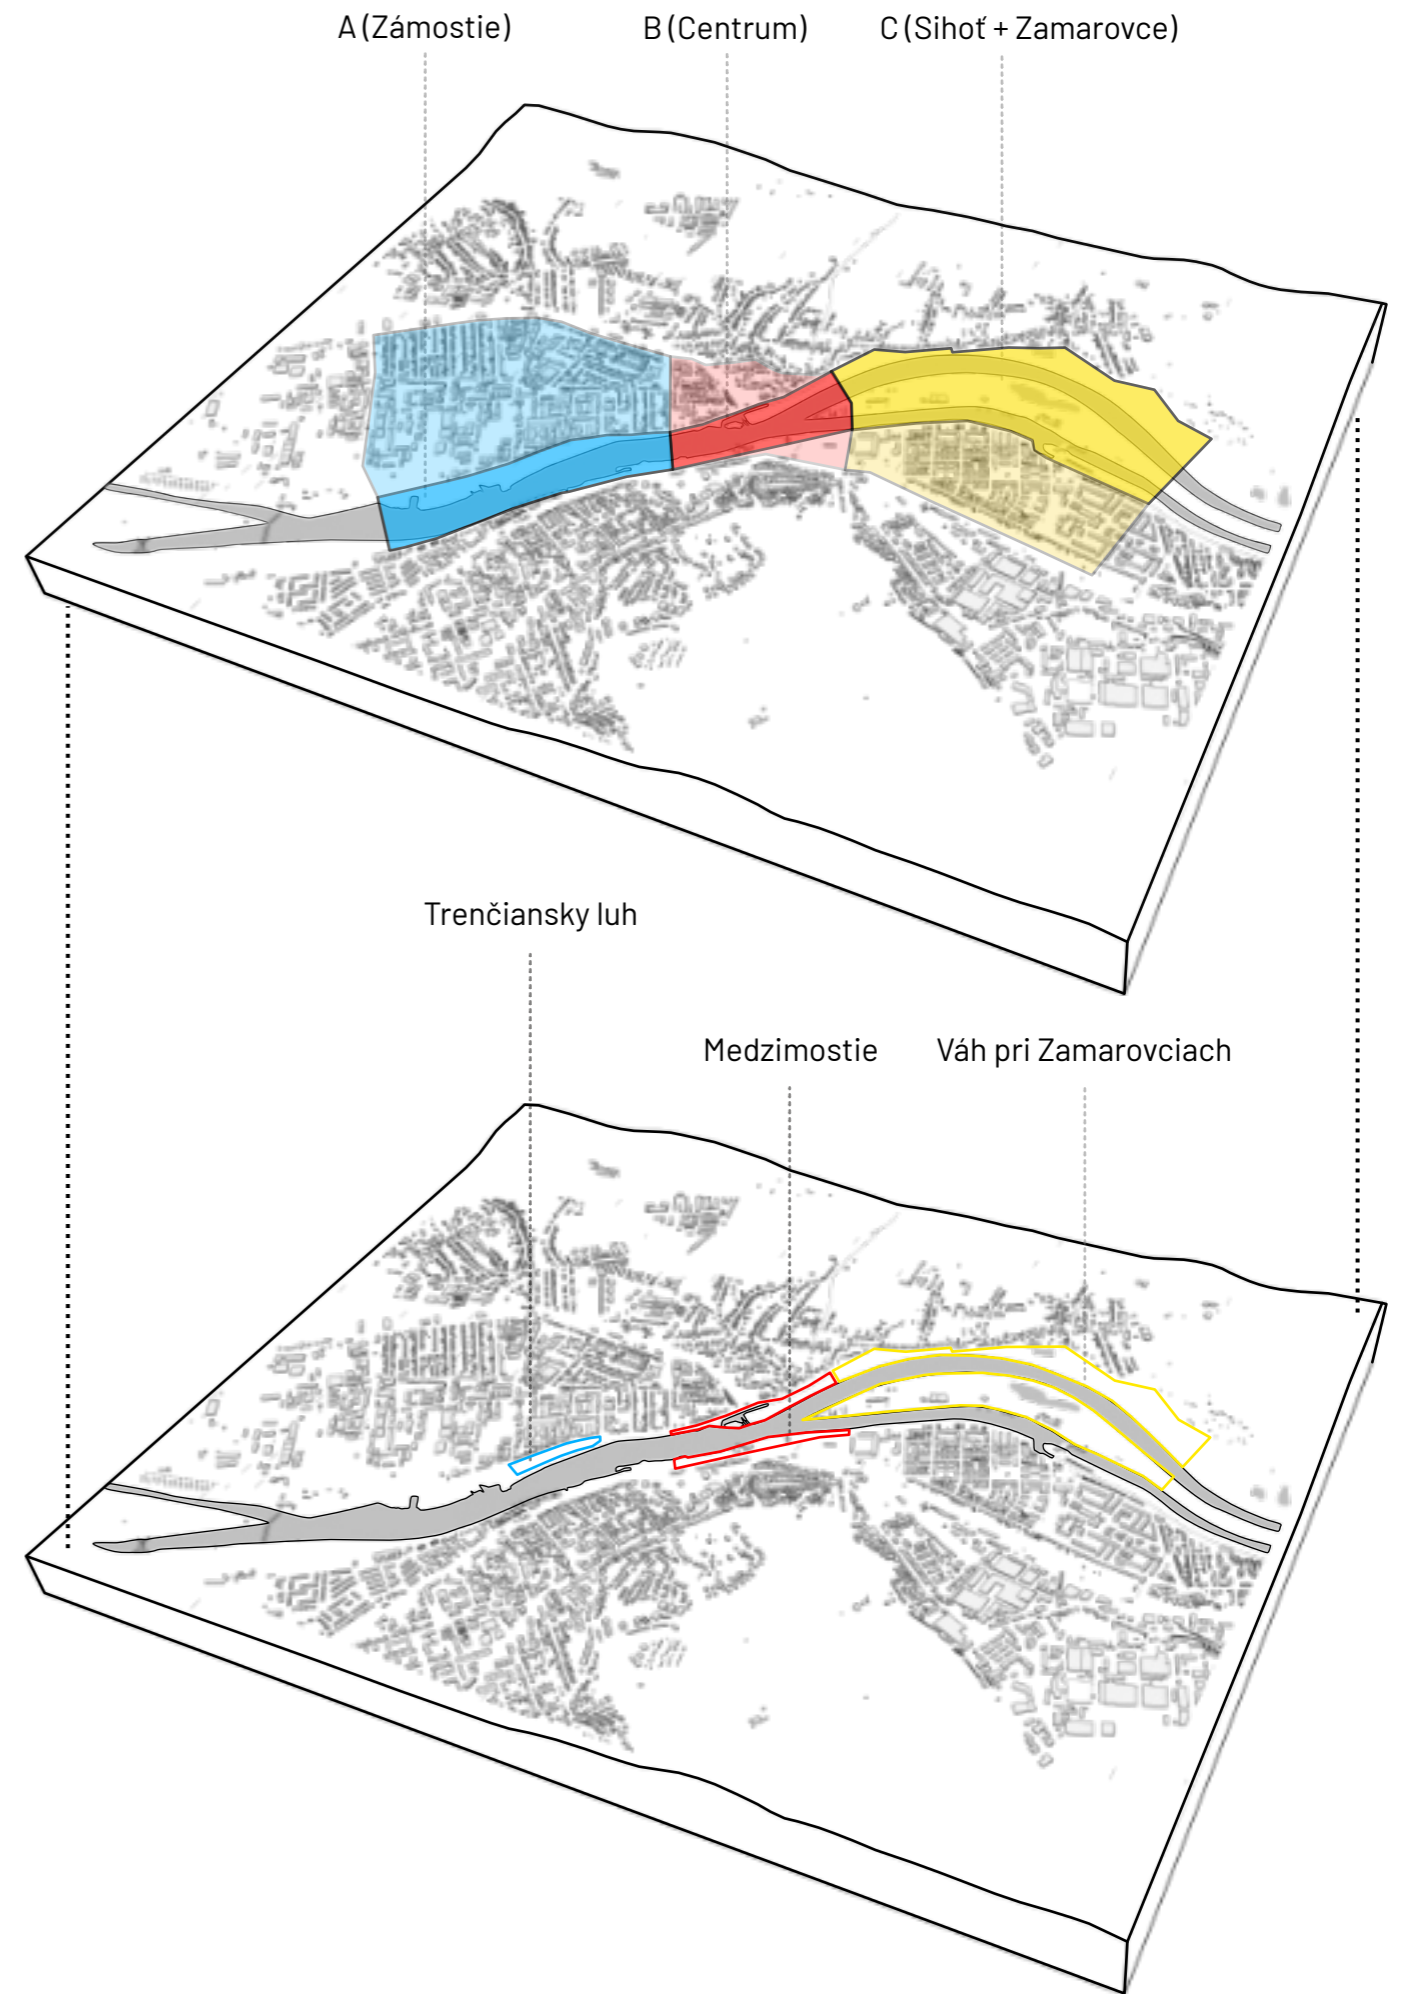 A (Zámostie)
B (Centrum)
C (Sihoť + Zamarovce)
Trenčiansky luh
Medzimostie
Váh pri Zamarovciach